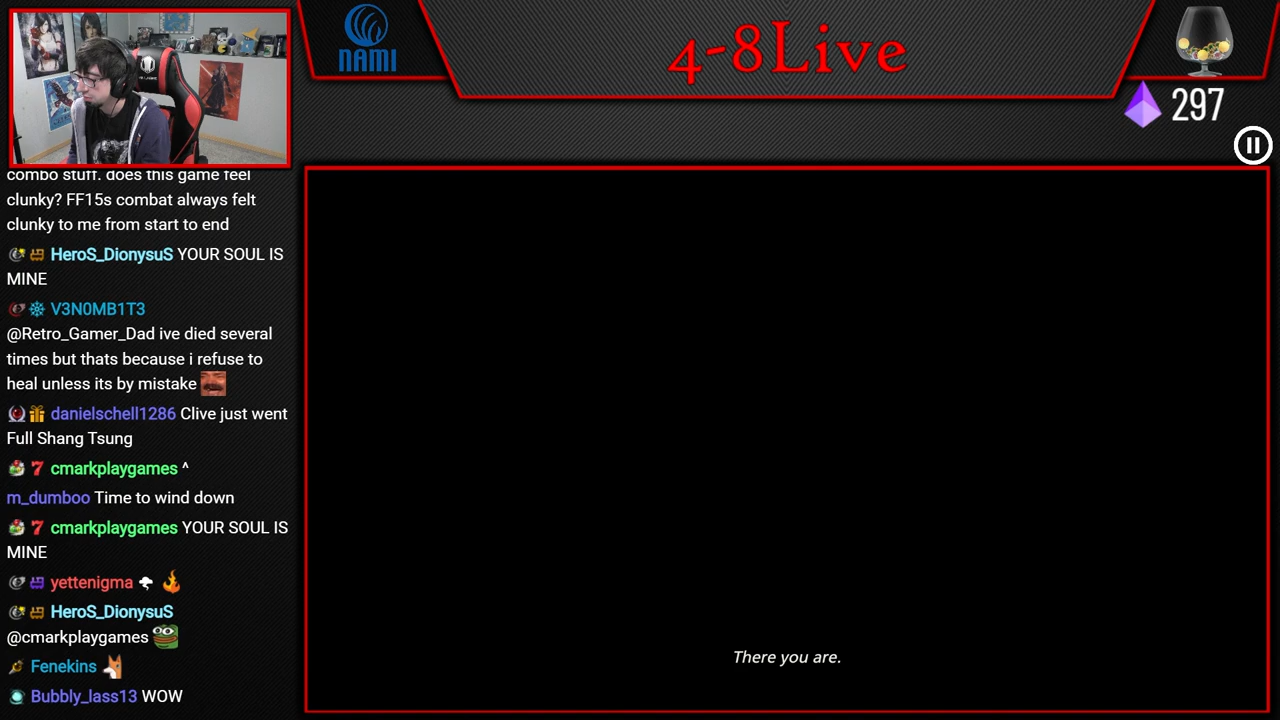 NAMI
4-8Live
297
combo stuff. does this game feel
clunky? FF15s combat always felt
clunky to me from start to end
HeroS_DionysuS YOUR SOUL IS
MINE
V3N0MB1T3
@Retro_Gamer_Dad ive died several
times but thats because i refuse to
heal unless its by mistake
danielschell1286 Clive just went
Full Shang Tsung
7 cmarkplaygames ^
m_dumboo Time to wind down
7 cmarkplaygames YOUR SOUL IS
MINE
yettenigma
HeroS_DionysuS
@cmarkplaygames
Fenekins
Bubbly_lass13 WOW
There you are.